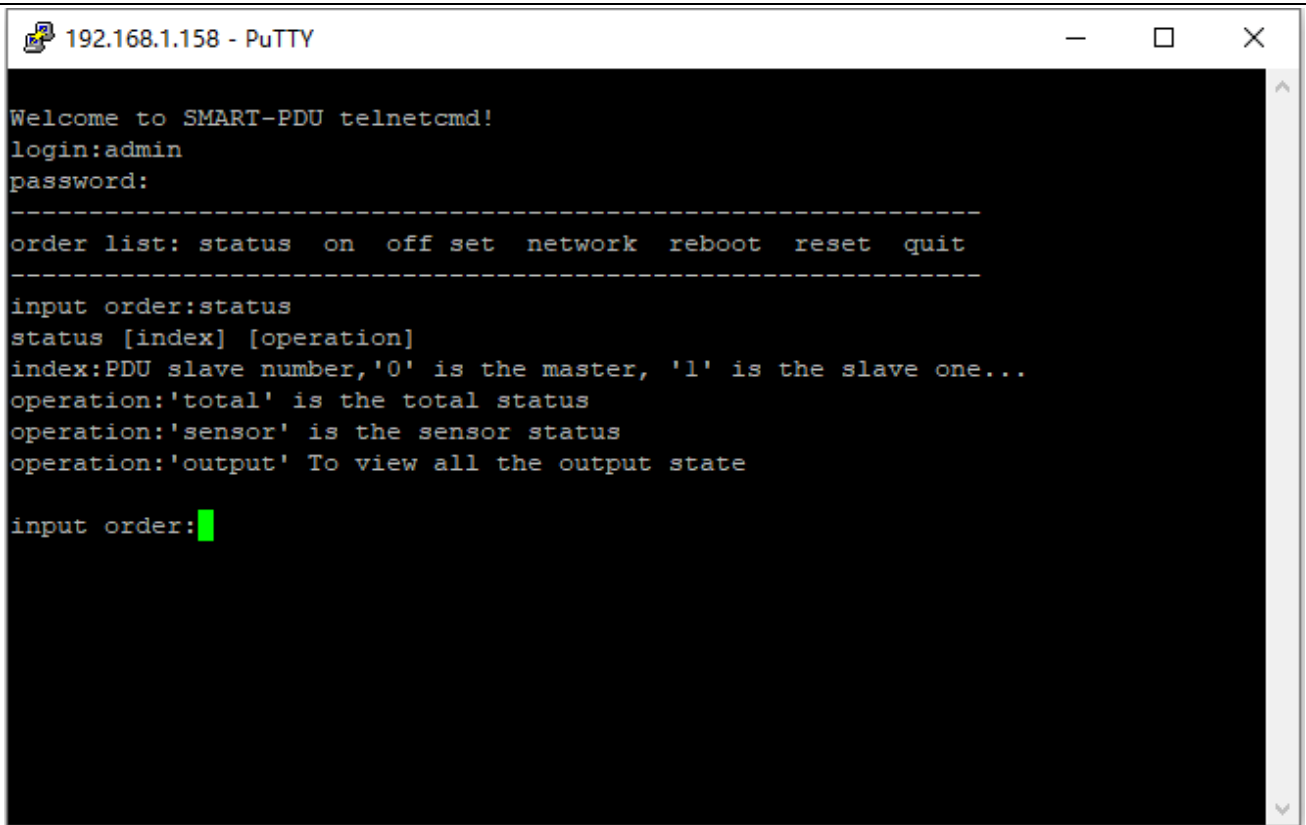 192.168.1.158 - PuTTY
Welcome to SMART-PDU telnetcmd!
login:admin
password:
--------------------------------------------------------------
order list: status  on  off set  network  reboot  reset  quit
--------------------------------------------------------------
input order:status
status [index] [operation]
index:PDU slave number,'0' is the master, '1' is the slave one...
operation:'total' is the total status
operation:'sensor' is the sensor status
operation:'output' To view all the output state
input order: